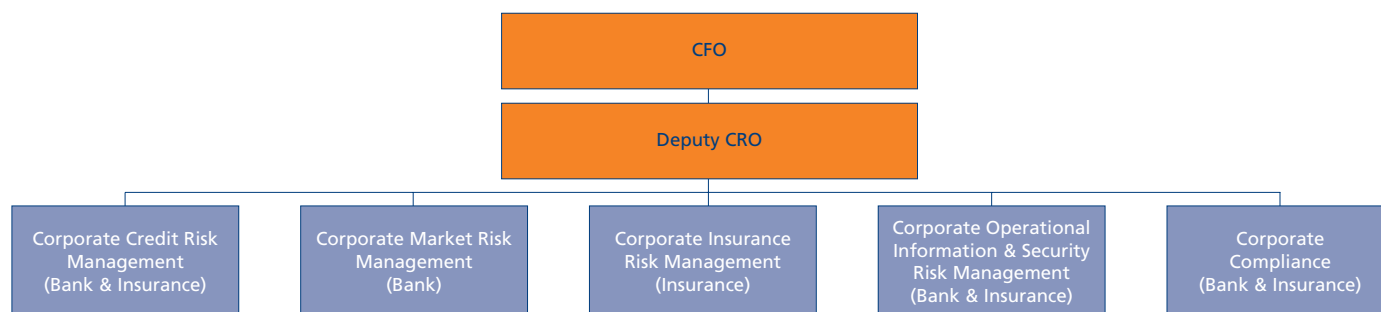 CFO
Deputy CRO
Corporate Credit Risk
Management
(Bank & Insurance)
Corporate Market Risk
Management
(Bank)
Corporate Insurance
Risk Management
(Insurance)
Corporate Operational
Information & Security
Risk Management
(Bank & Insurance)
Corporate
Compliance
(Bank & Insurance)